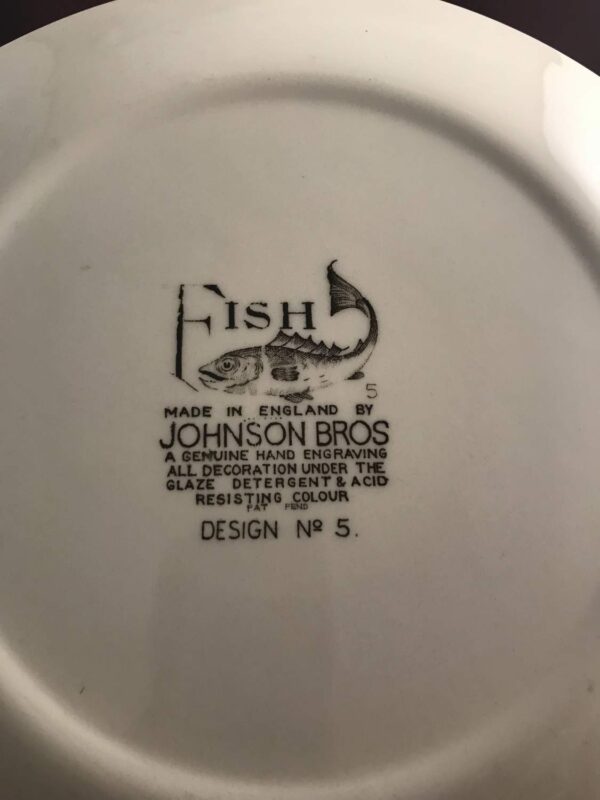 FISH
5
MADE IN ENGLAND BY
JOHNSON BROS
A GENUINE HAND ENGRAVING
ALL DECORATION UNDER THE
GLAZE DETERGENT & ACID
RESISTING COLOUR
PAT PEND
DESIGN Nº 5.